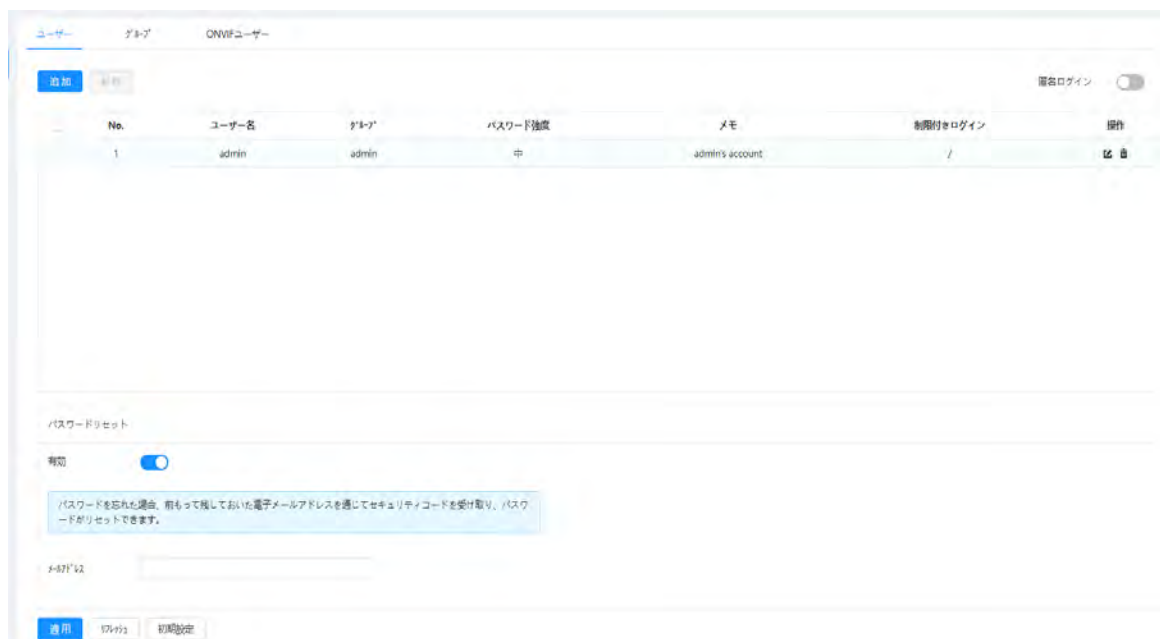 ユーザー グループ ONVIFユーザー
追加 削除 匿名ログイン
No. ユーザー名 グループ パスワード強度 メモ 制限付きログイン 操作
1 admin admin 中 admin's account /
パスワードリセット
有効
パスワードを忘れた場合、前もって残しておいた電子メールアドレスを通じてセキュリティコードを受け取り、パスワ
ードがリセットできます。
メールアドレス
適用 リフレッシュ 初期設定